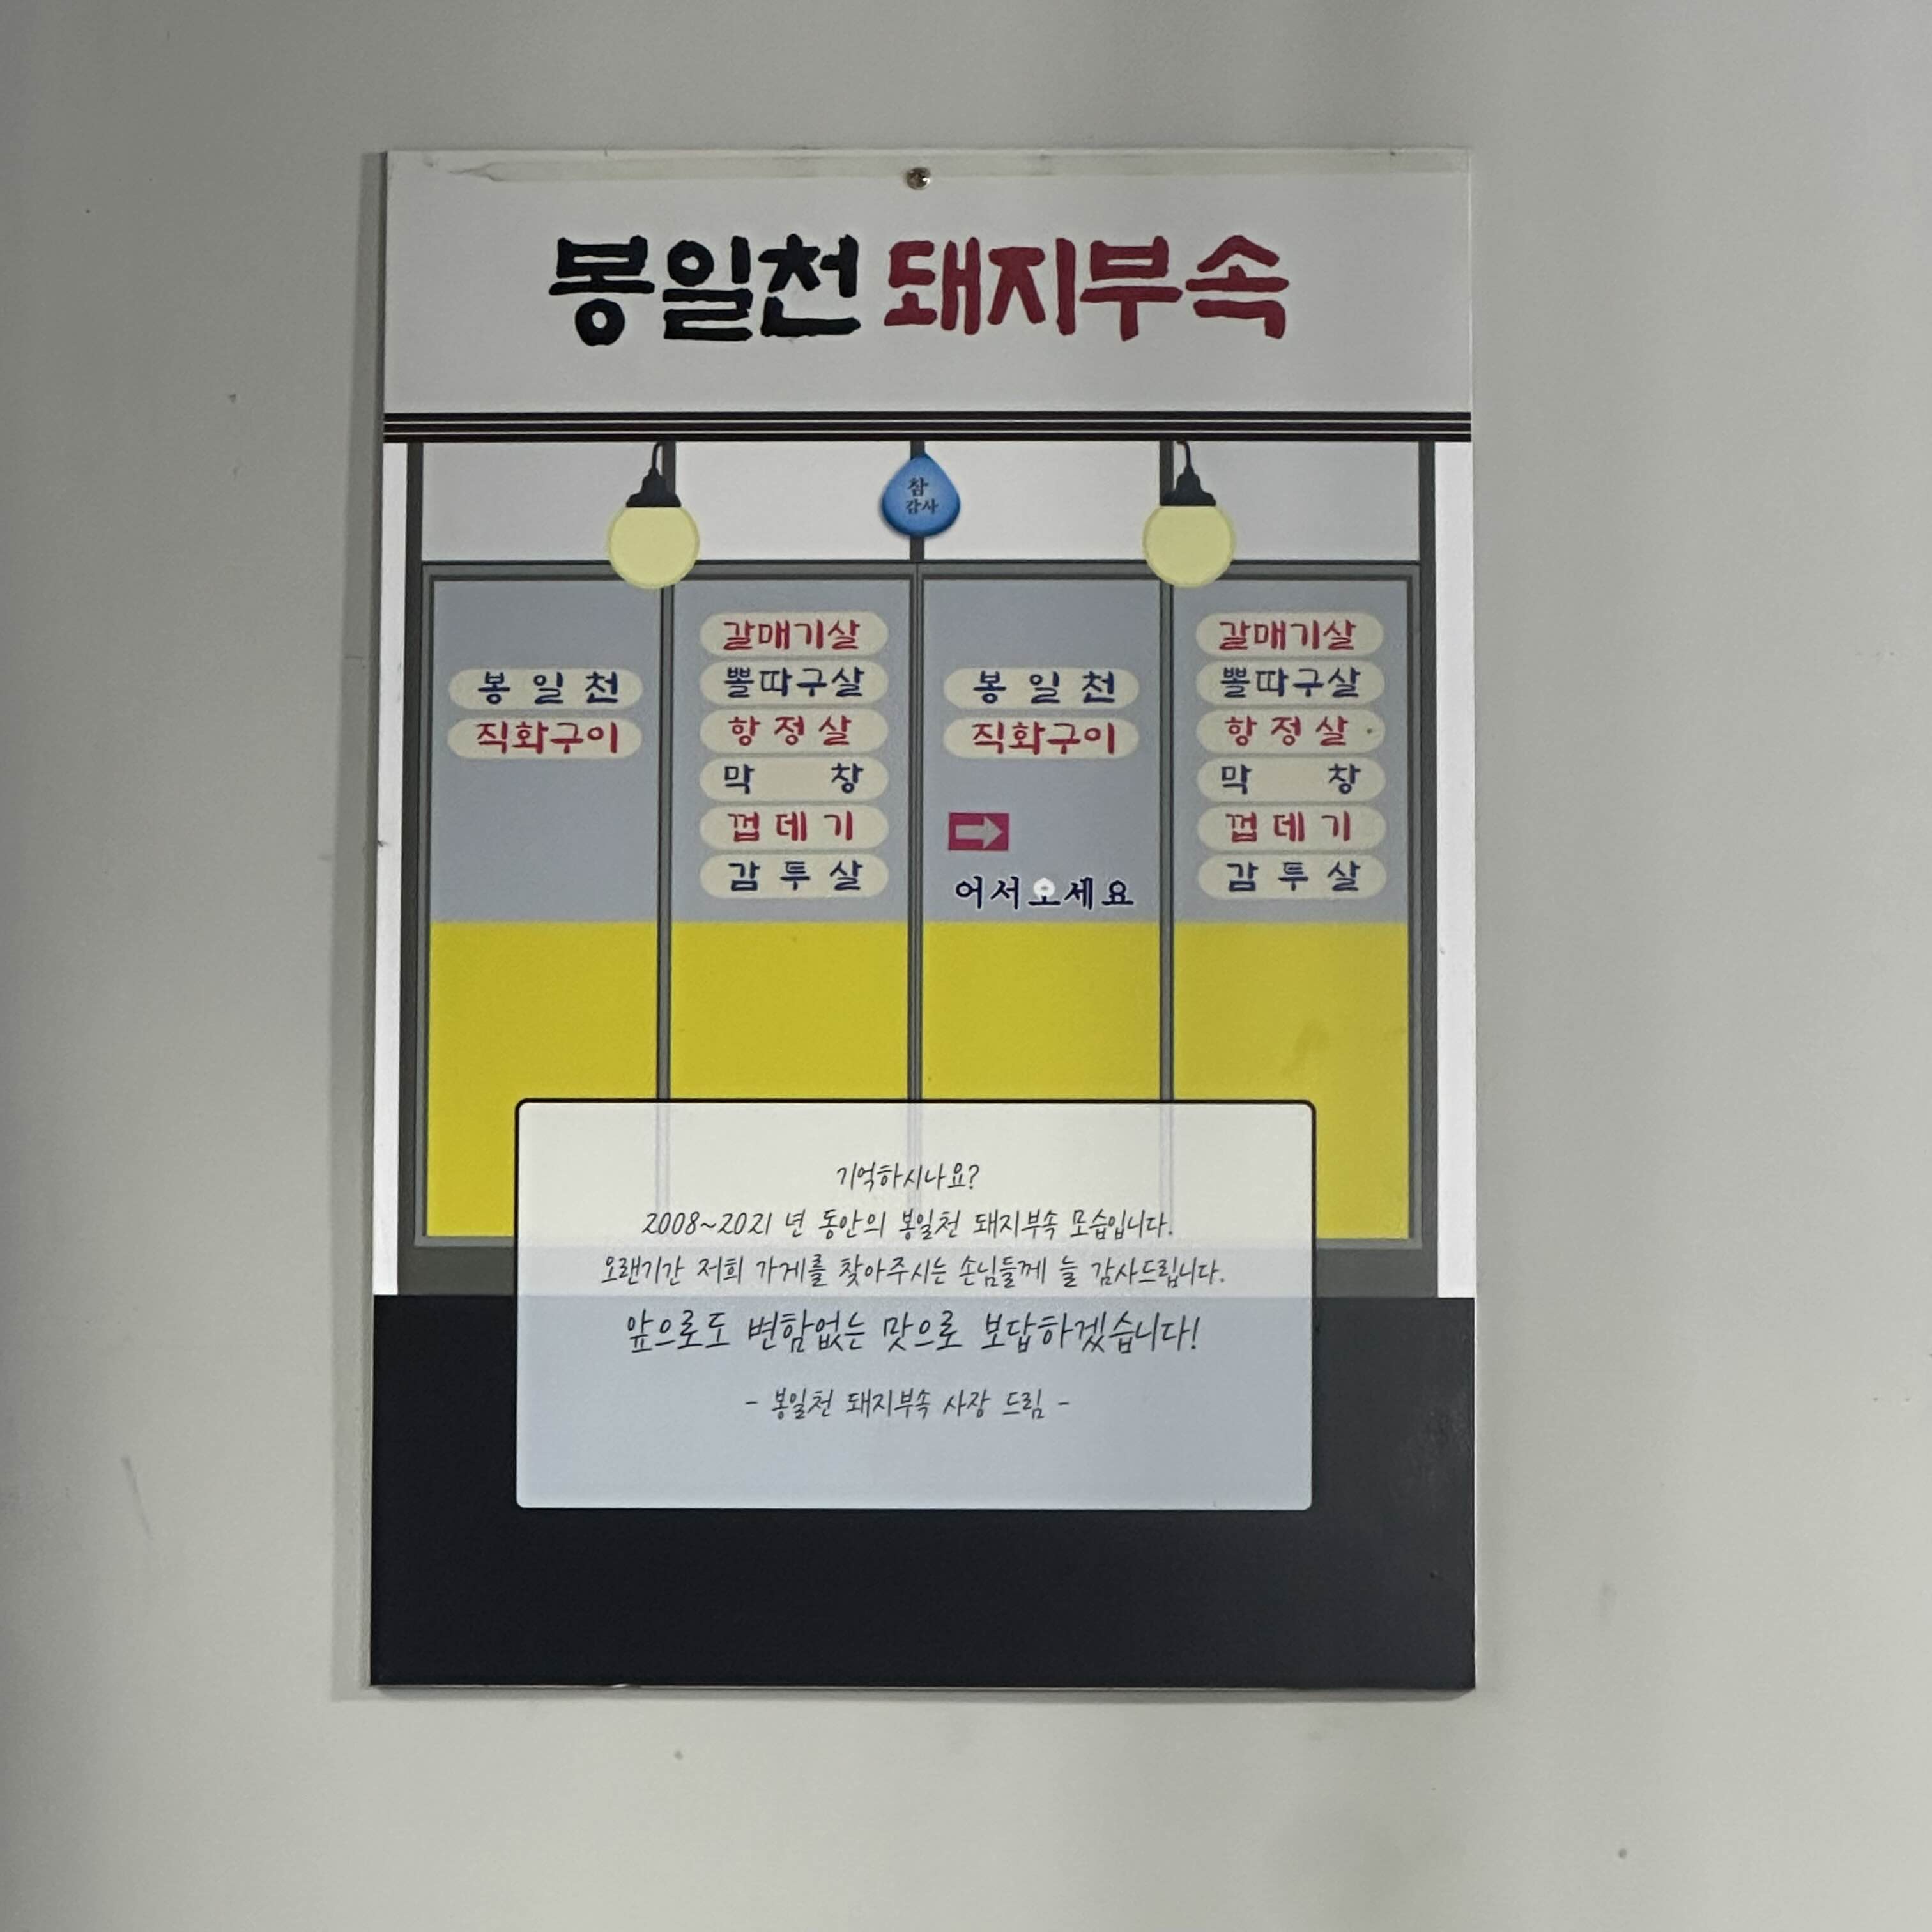 봉일천 돼지부속
참
감사
봉일천
직화구이
갈매기살
뽈따구살
항정살
막창
껍데기
감투살
봉일천
직화구이
어서오세요
갈매기살
뽈따구살
항정살
막창
껍데기
감투살
기억하시나요?
2008~2021 년 동안의 봉일천 돼지부속 모습입니다.
오랜기간 저희 가게를 찾아주시는 손님들께 늘 감사드립니다.
앞으로도 변함없는 맛으로 보답하겠습니다!
- 봉일천 돼지부속 사장 드림 -